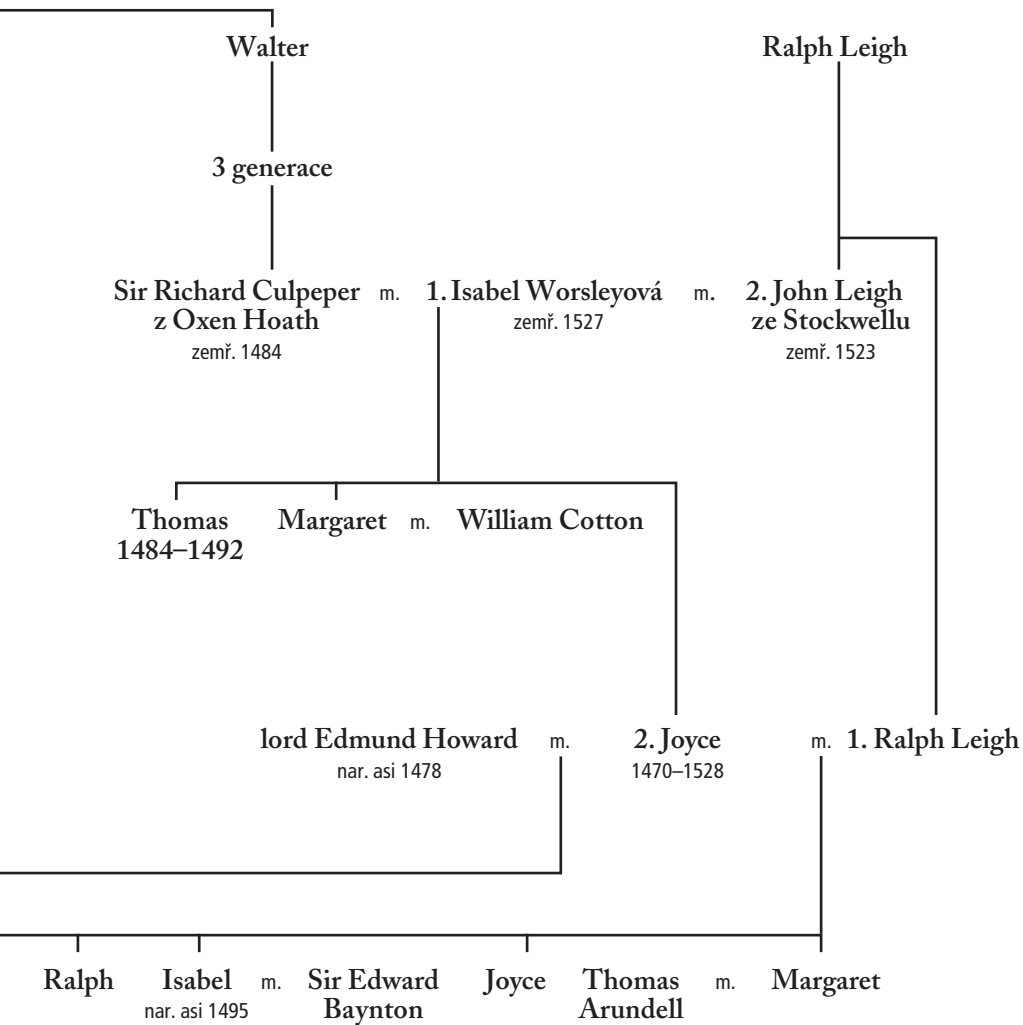 Walter
Ralph Leigh
3 generace
Sir Richard Culpeper m. 1. Isabel Worsleyová m. 2. John Leigh
z Oxen Hoath zemř. 1527 ze Stockwellu
zemř. 1484 zemř. 1523
Thomas Margaret m. William Cotton
1484–1492
lord Edmund Howard m. 2. Joyce m. 1. Ralph Leigh
nar. asi 1478 1470–1528
Ralph Isabel m. Sir Edward Joyce Thomas m. Margaret
nar. asi 1495 Baynton Arundell